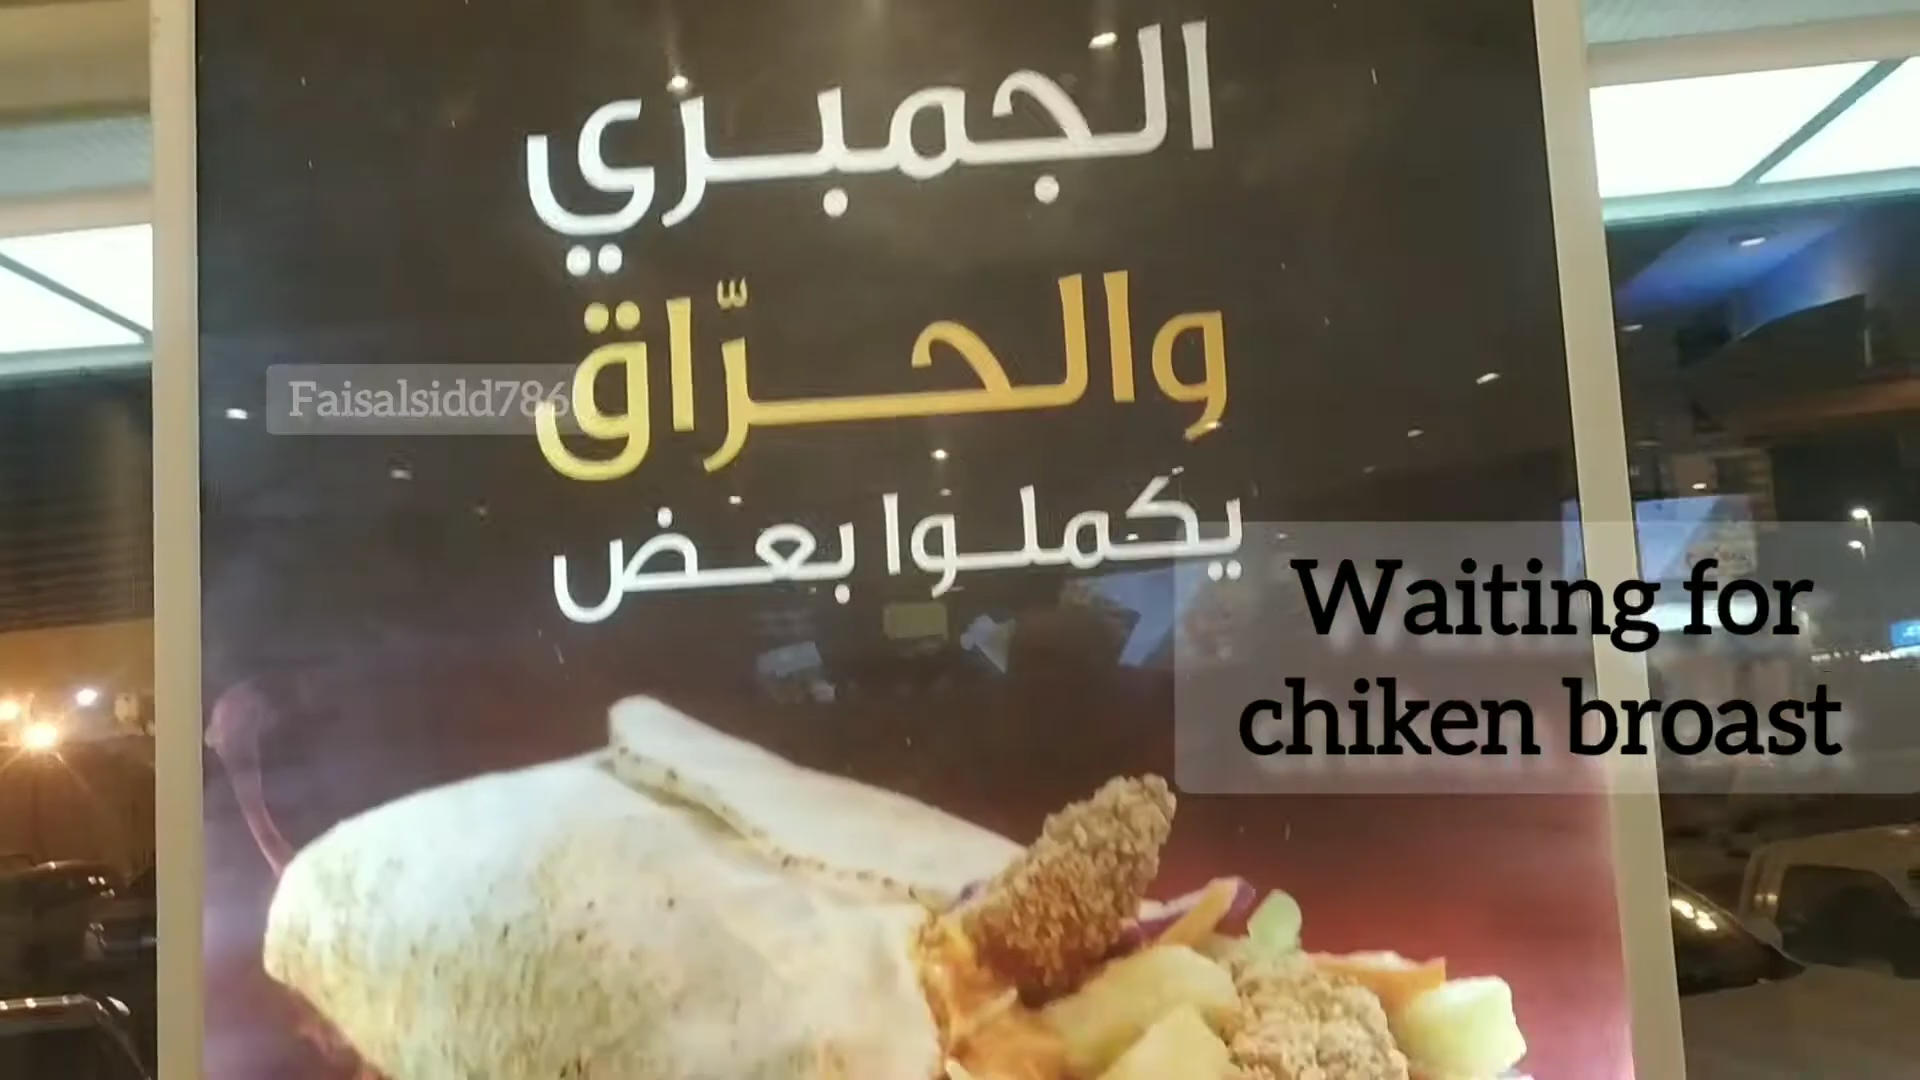 الجمبري
والحرّاق
يكملوا بعض
Faisalsidd786
Waiting for
chiken broast